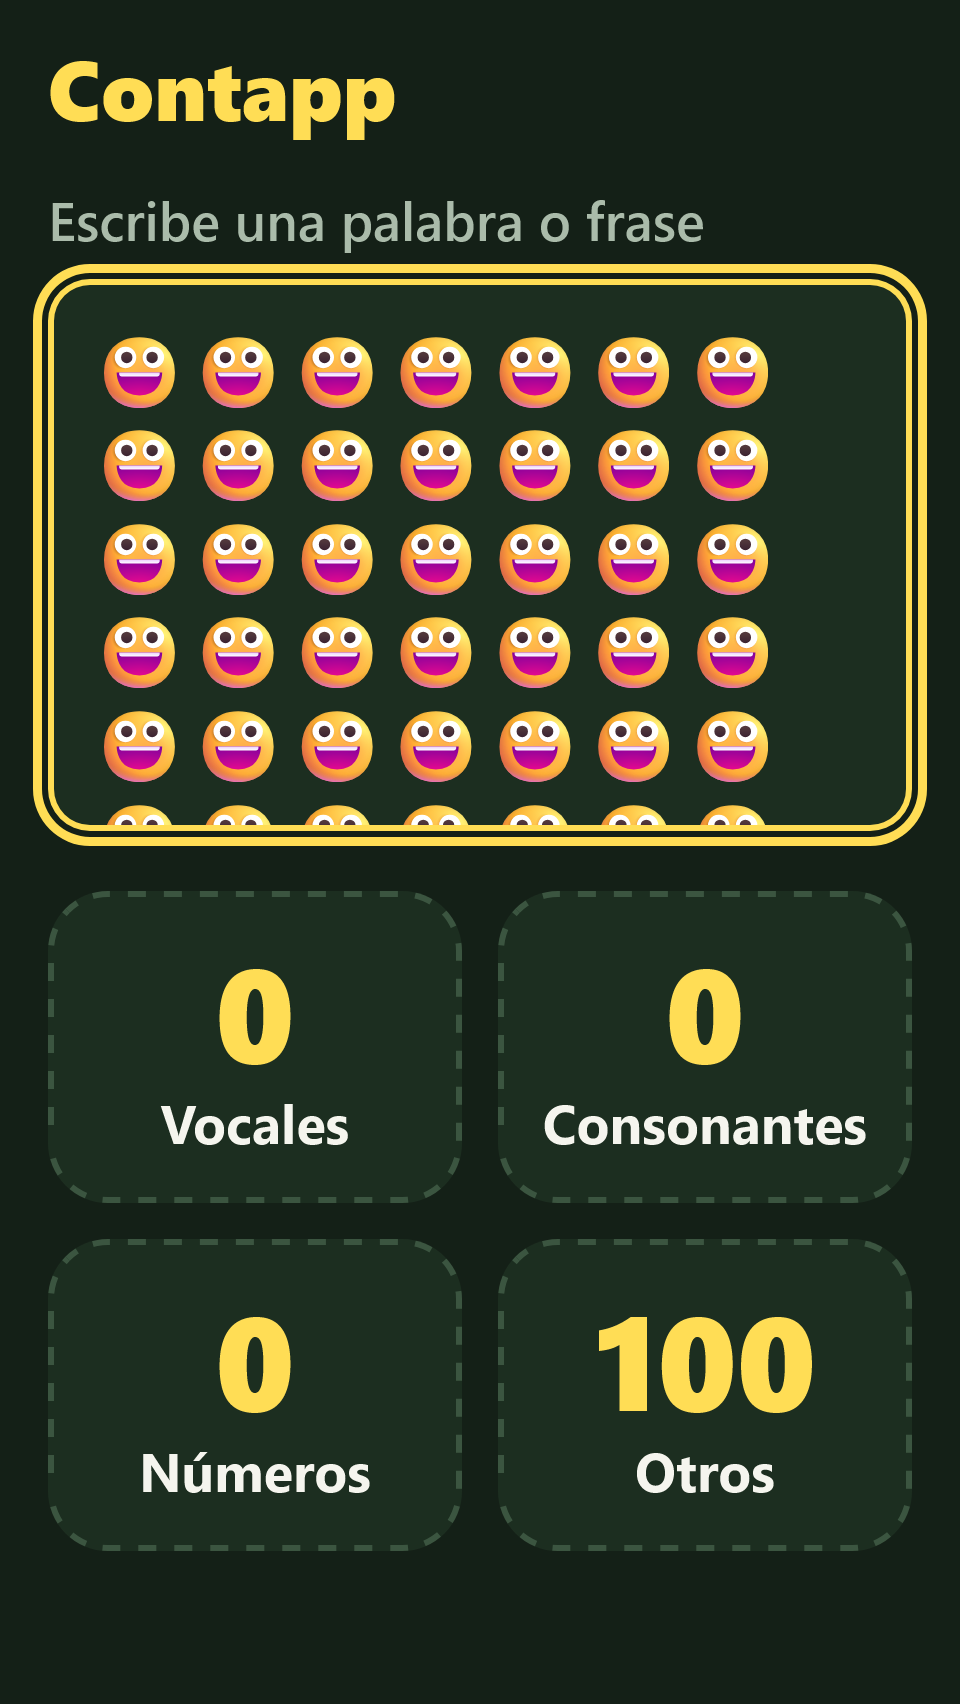 Contapp
Escribe una palabra o frase
😀😀😀😀😀😀😀
😀😀😀😀😀😀😀
😀😀😀😀😀😀😀
😀😀😀😀😀😀😀
😀😀😀😀😀😀😀
😀😀😀😀😀😀😀
0
Vocales
0
Consonantes
0
Números
100
Otros